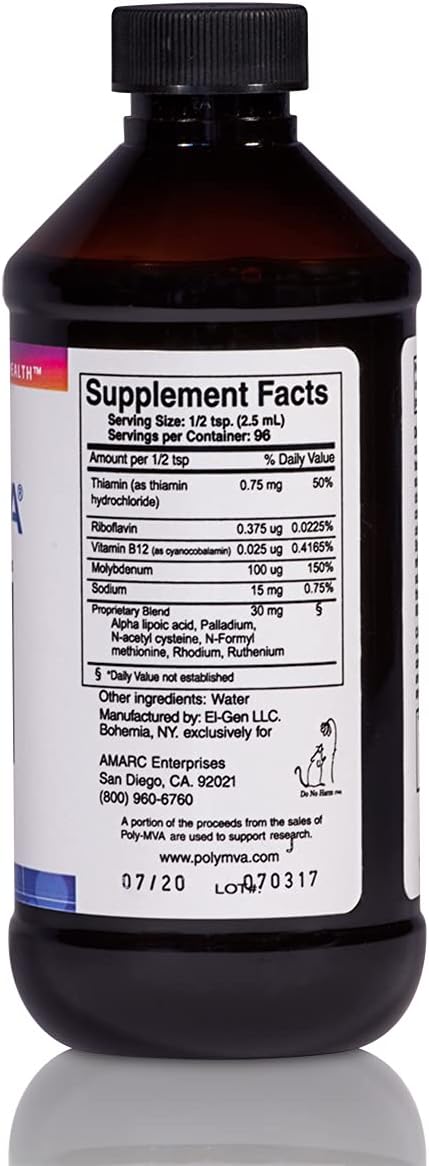 EALTH™
A®
Supplement Facts
Serving Size: 1/2 tsp. (2.5 mL)
Servings per Container: 96
Amount per 1/2 tsp % Daily Value
Thiamin (as thiamin hydrochloride) 0.75 mg 50%
Riboflavin 0.375 ug 0.0225%
Vitamin B12 (as cyanocobalamin) 0.025 ug 0.4165%
Molybdenum 100 ug 150%
Sodium 15 mg 0.75%
Proprietary Blend 30 mg §
Alpha lipoic acid, Palladium,
N-acetyl cysteine, N-Formyl
methionine, Rhodium, Ruthenium
§ *Daily Value not established
Other ingredients: Water
Manufactured by: El-Gen LLC.
Bohemia, NY. exclusively for
AMARC Enterprises
San Diego, CA. 92021
(800) 960-6760
Do No Harm
A portion of the proceeds from the sales of
Poly-MVA are used to support research.
www.polymva.com
07/20 LOT#: 070317